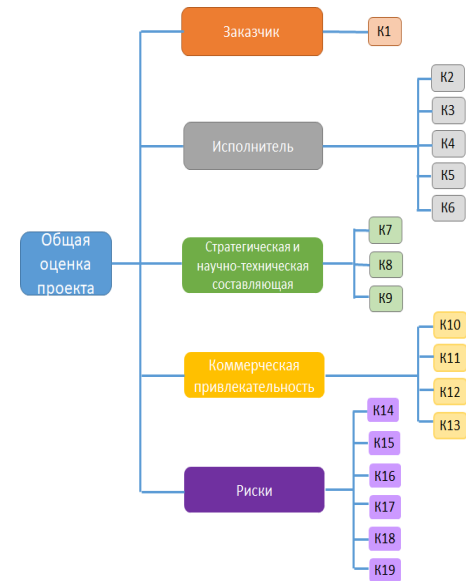 Общая
оценка
проекта
Заказчик
К1
Исполнитель
К2
К3
К4
К5
К6
Стратегическая и
научно-техническая
составляющая
К7
К8
К9
Коммерческая
привлекательность
К10
К11
К12
К13
Риски
К14
К15
К16
К17
К18
К19